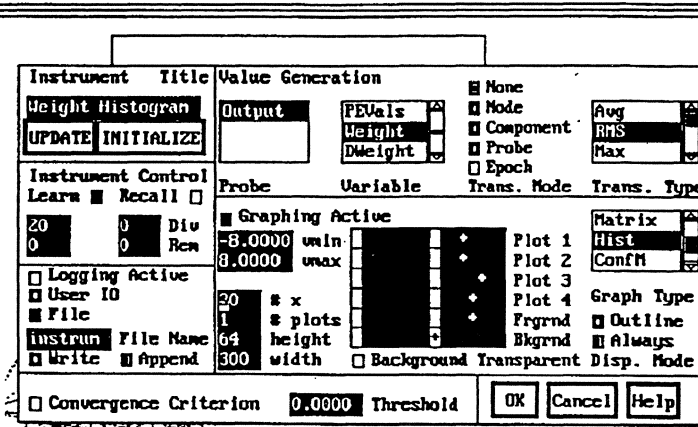 Instrument Title
Weight Histogram
UPDATE INITIALIZE
Value Generation
Output
PEVals
Weight
DWeight
None
Node
Component
Probe
Epoch
Avg
RMS
Max
Probe Variable Trans. Mode Trans. Type
Instrument Control
Learn Recall
20 0 Div
0 0 Rem
Graphing Active
-8.0000 vmin
8.0000 vmax
20 # x
1 # plots
64 height
300 width
Plot 1
Plot 2
Plot 3
Plot 4
Frgrnd
Bkgrnd
Background Transparent
Matrix
Hist
ConfM
Graph Type
Outline
Always
Disp. Mode
Logging Active
User IO
File
instrun File Name
Write Append
Convergence Criterion 0.0000 Threshold
OK Cancel Help